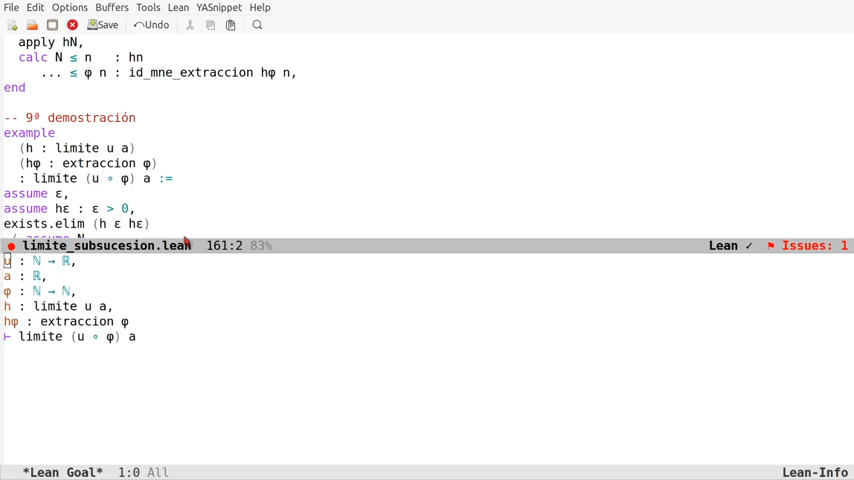 File Edit Options Buffers Tools Lean YASnippet Help
Save Undo
apply hN,
calc N ≤ n : hn
... ≤ φ n : id_mne_extraccion hφ n,
end
-- 9ª demostración
example
(h : limite u a)
(hφ : extraccion φ)
: limite (u ∘ φ) a :=
assume ε,
assume hε : ε > 0,
exists.elim (h ε hε)
( assume N
limite_subsucesion.lean 161:2 83% Lean ✓ Issues: 1
u : ℕ → ℝ,
a : ℝ,
φ : ℕ → ℕ,
h : limite u a,
hφ : extraccion φ
⊢ limite (u ∘ φ) a
*Lean Goal* 1:0 All Lean-Info